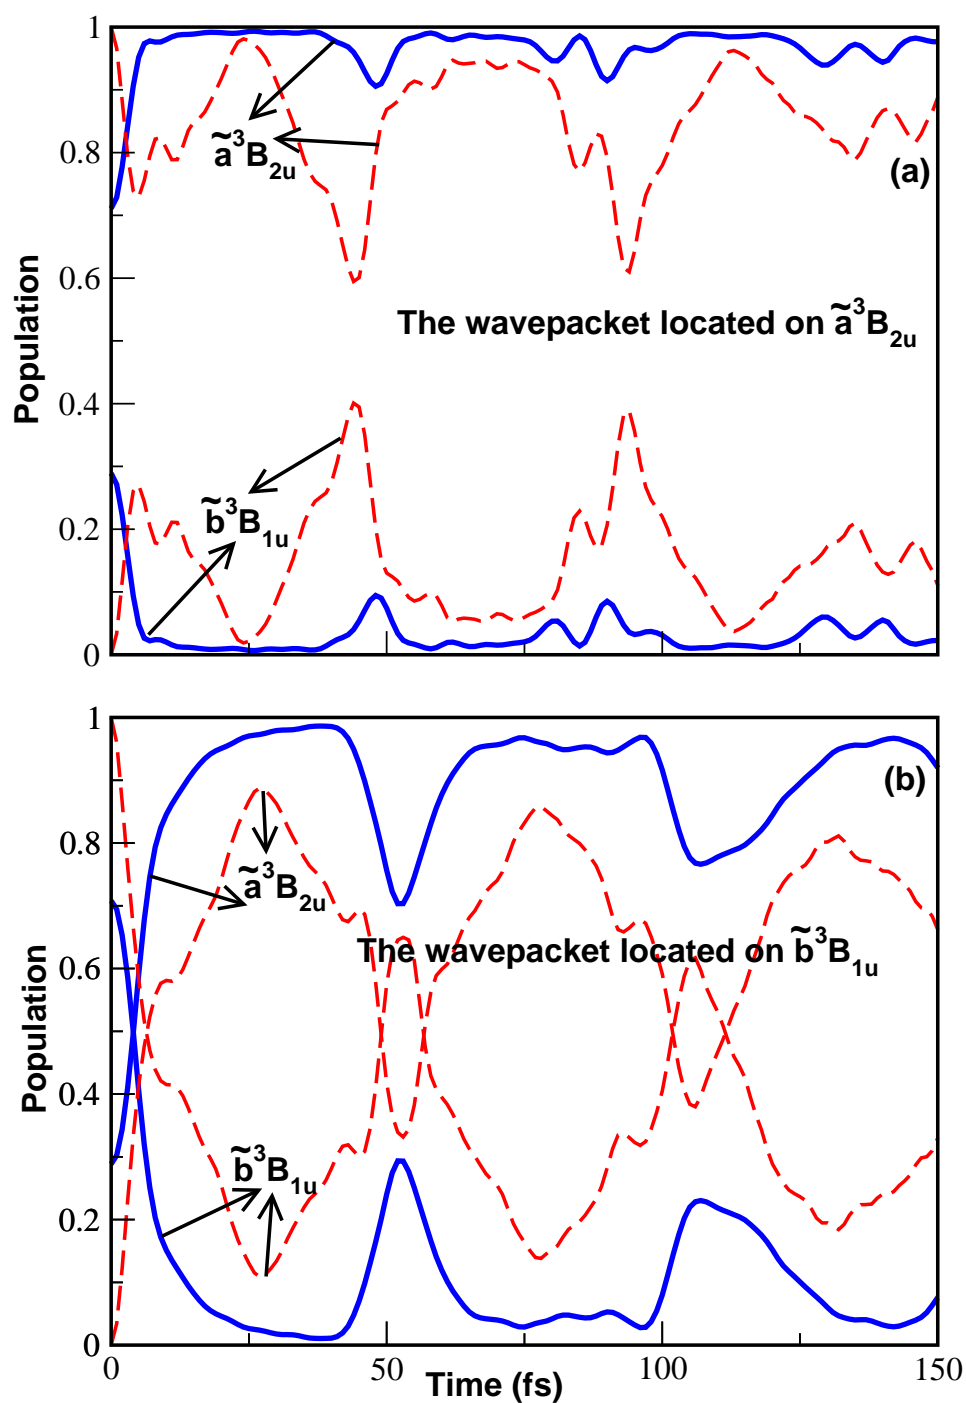 1
0.8
0.6
0.4
0.2
0
Population
ã³B₂u
(a)
The wavepacket located on ã³B₂u
b̃³B₁u
1
0.8
0.6
0.4
0.2
0
Population
(b)
ã³B₂u
The wavepacket located on b̃³B₁u
b̃³B₁u
0 50 100 150
Time (fs)